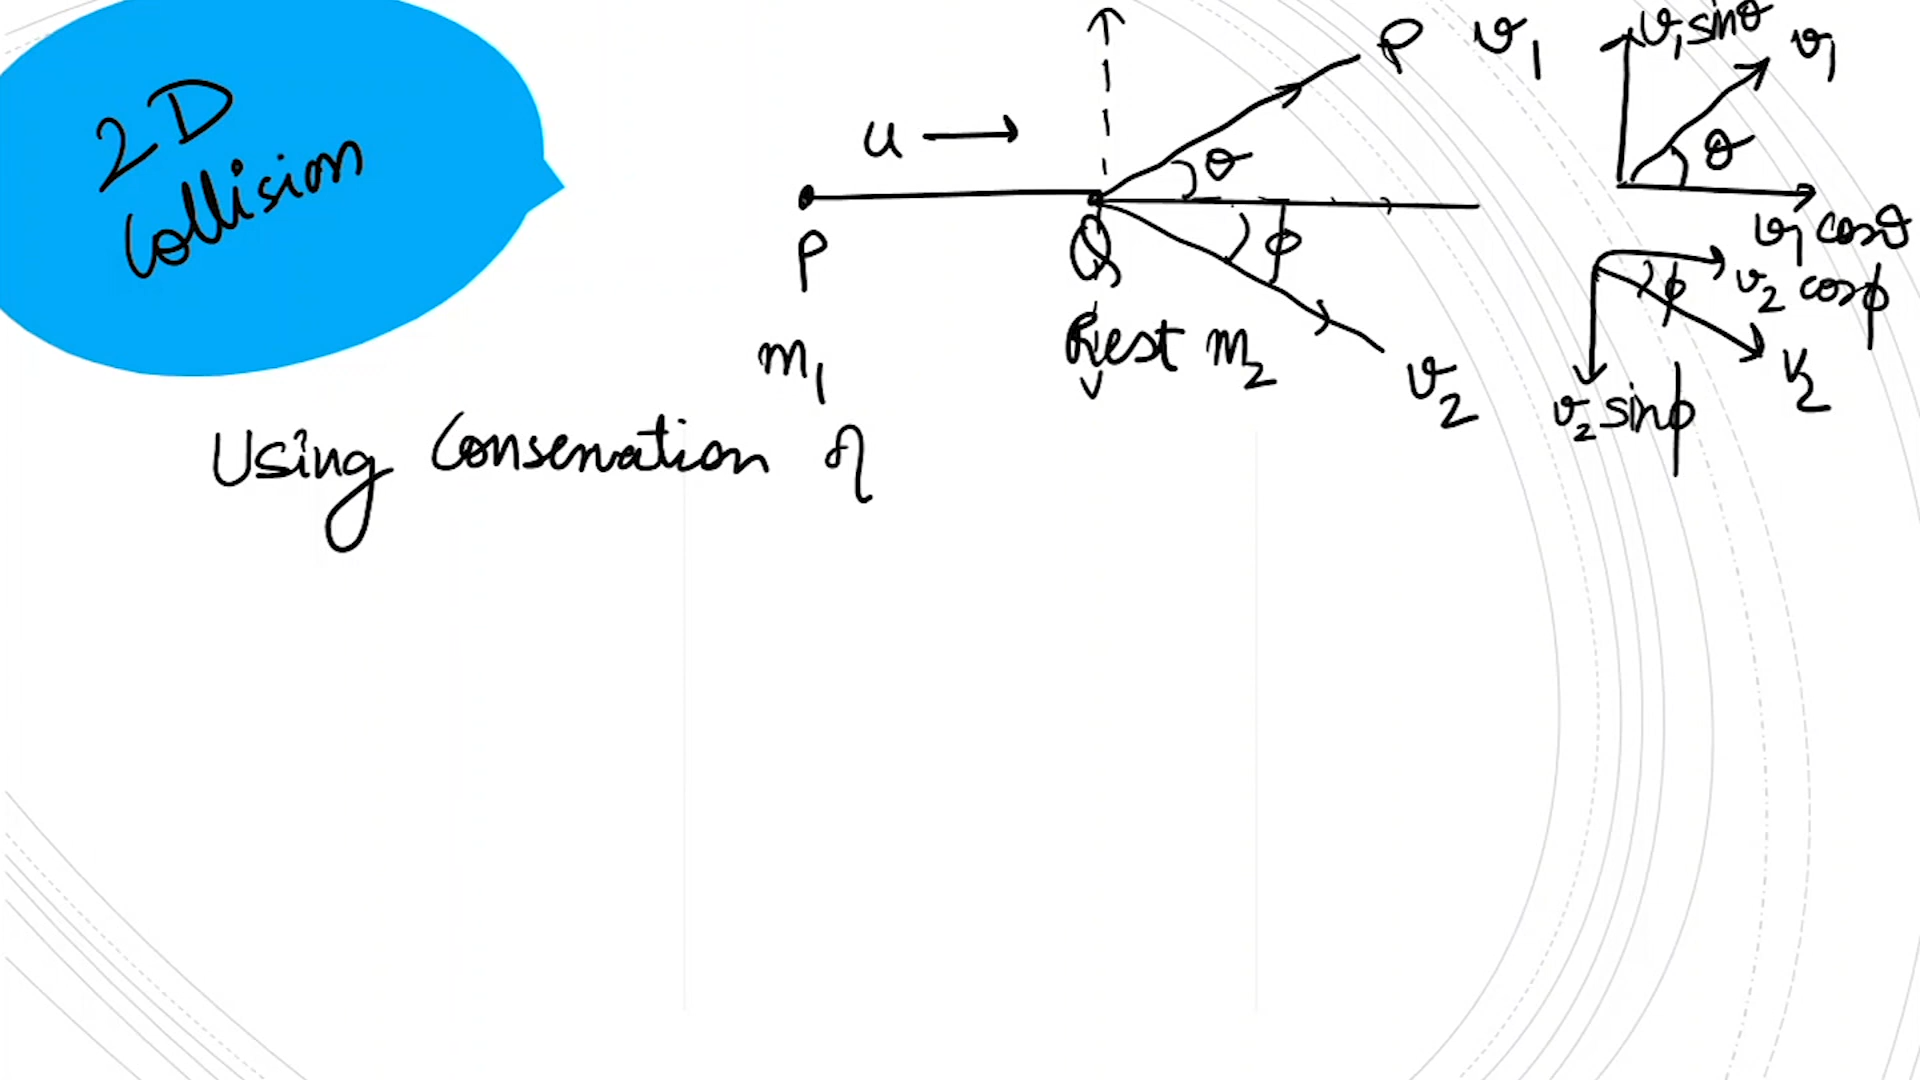 2D
Collision
u
P
m₁
Q
Rest m₂
θ
ϕ
P v₁
v₂
v₁ sinθ
v₁
θ
v₁ cosθ
v₂ cosϕ
ϕ
v₂
v₂ sinϕ
Using Conservation of